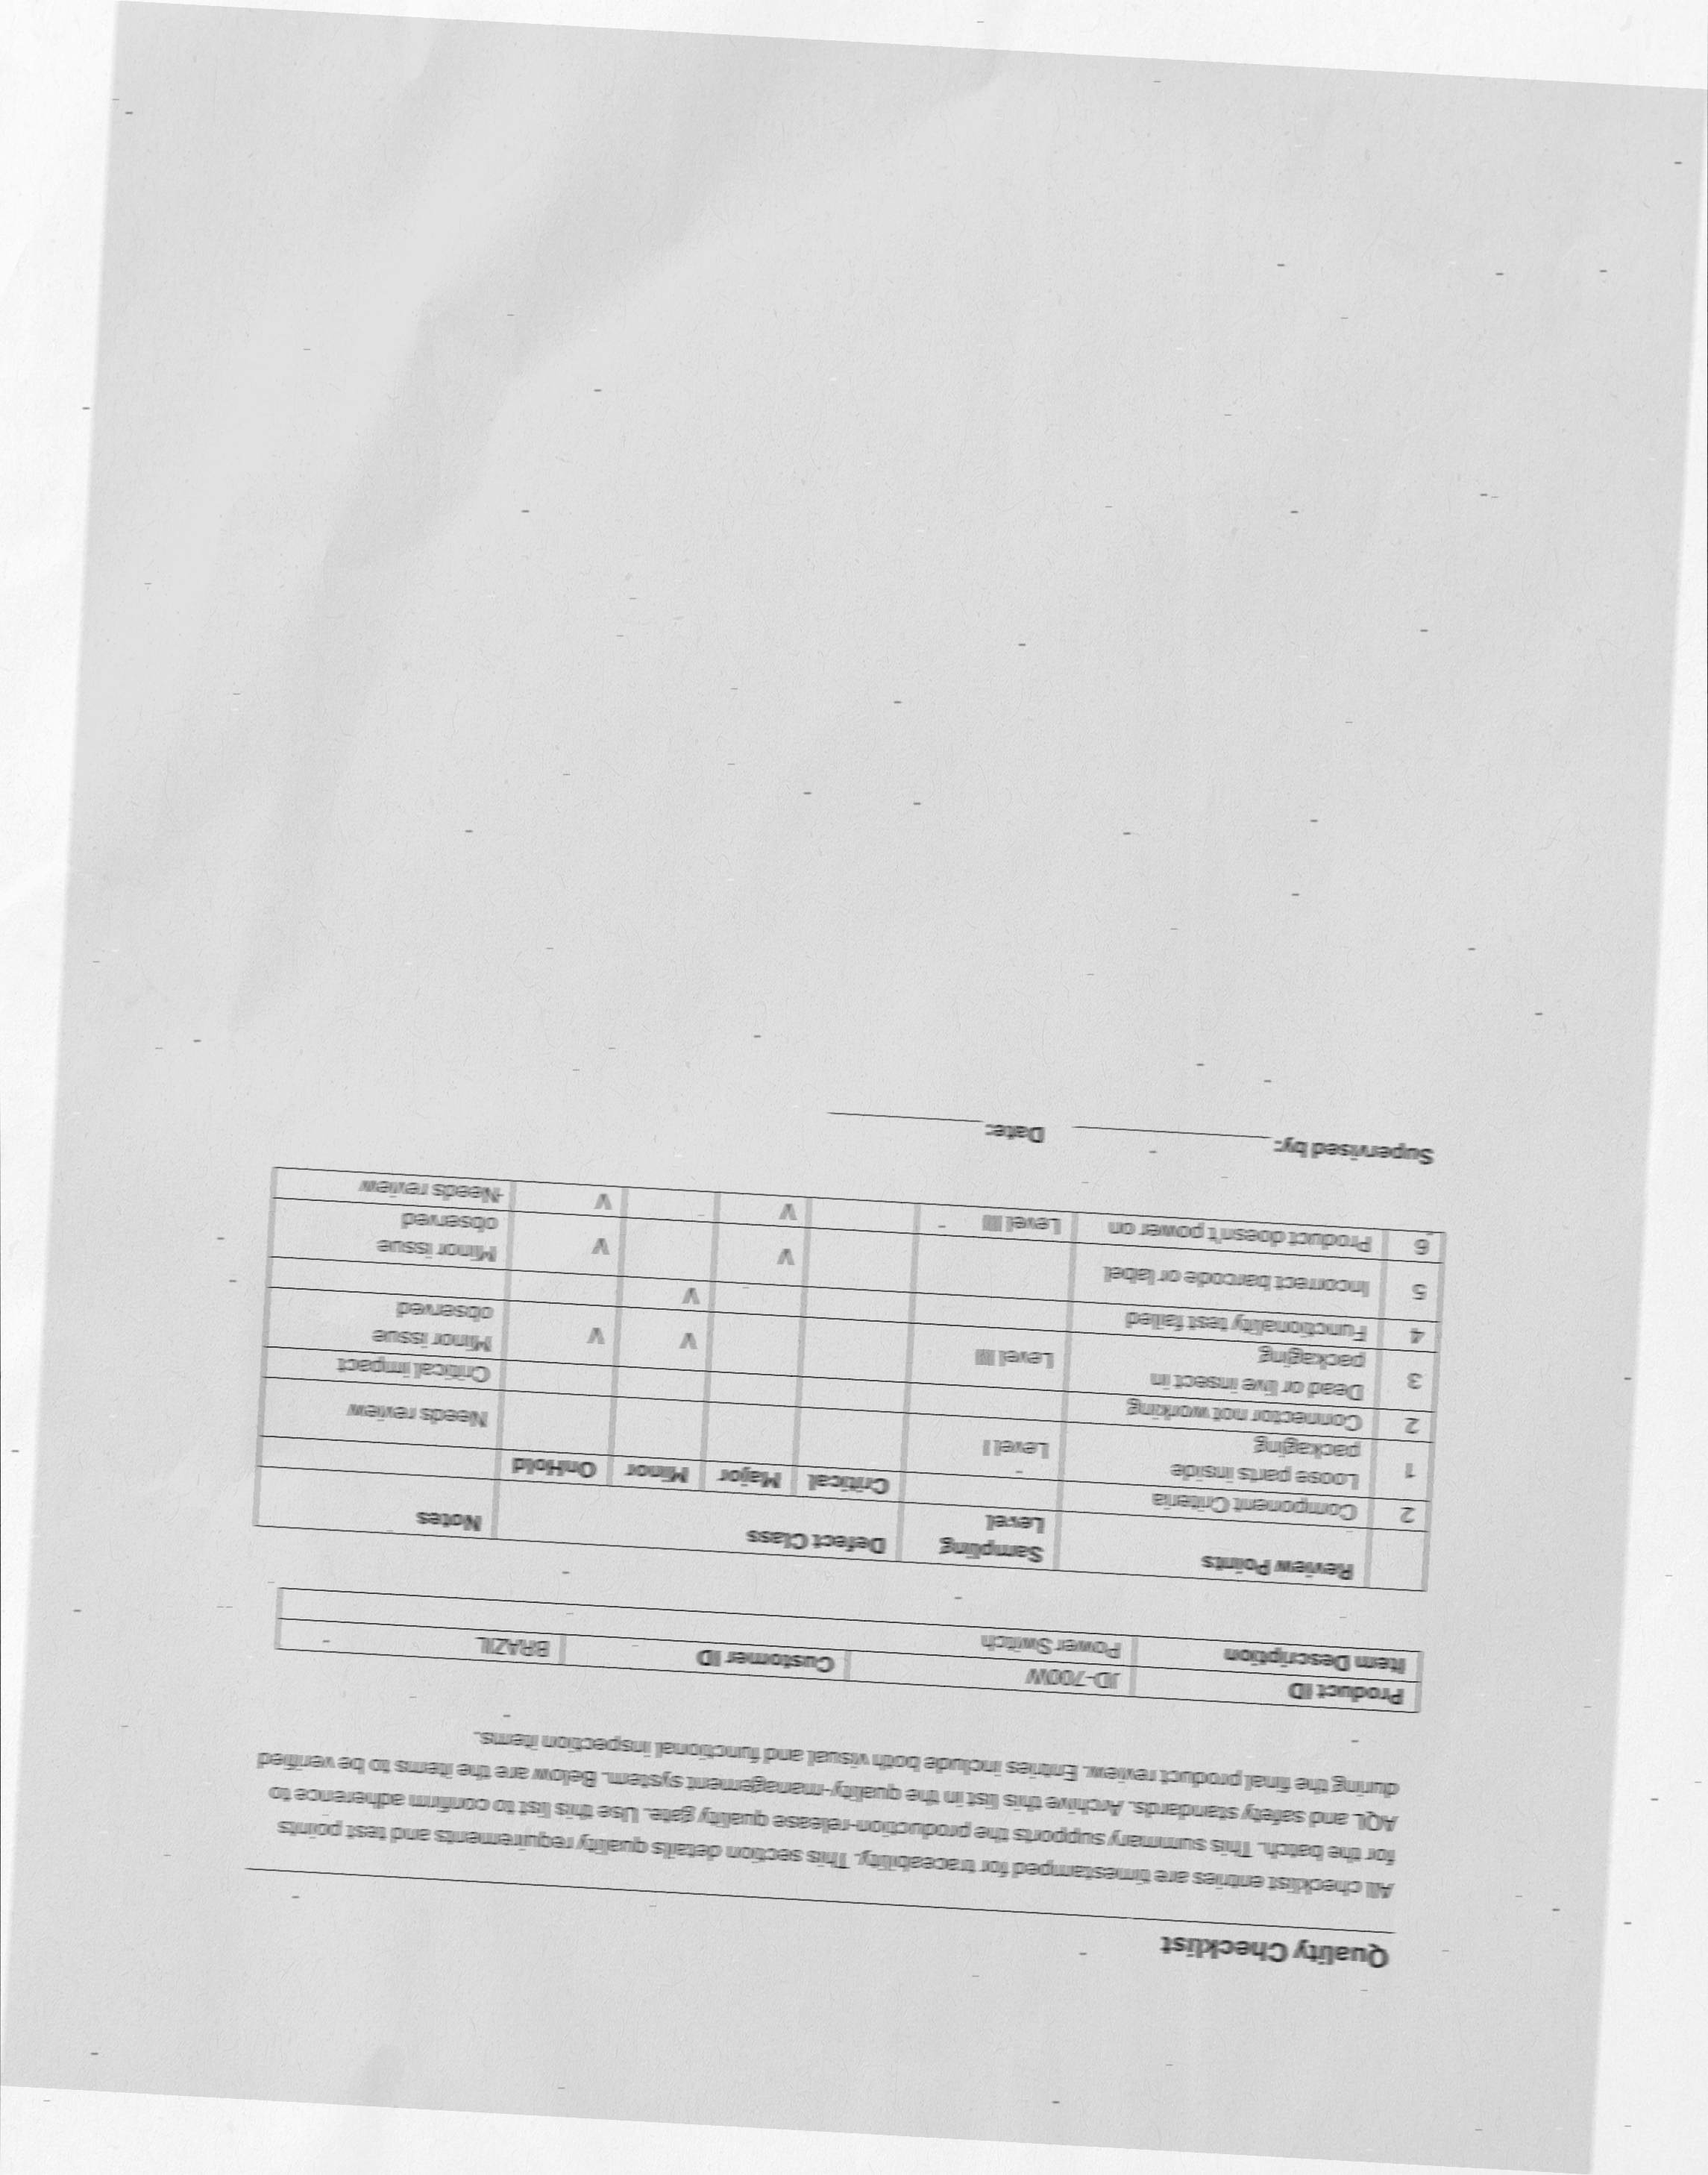 Quality Checklist
All checklist entries are timestamped for traceability. This section details quality requirements and test points
for the batch. This summary supports the production-release quality gate. Use this list to confirm adherence to
AQL and safety standards. Archive this list in the quality-management system. Below are the items to be verified
during the final product review. Entries include both visual and functional inspection items.
Product ID JD-700W Customer ID BRAZIL
Item Description Power Switch
Review Points Sampling Level Defect Class Notes
2 Component Criteria Critical Major Minor OnHold
1 Loose parts inside packaging Level I Needs review
2 Connector not working Critical impact
3 Dead or live insect in packaging Level III V V Minor issue observed
4 Functionality test failed V
5 Incorrect barcode or label V V Minor issue observed
6 Product doesn't power on Level III V V Needs review
Supervised by: Date: